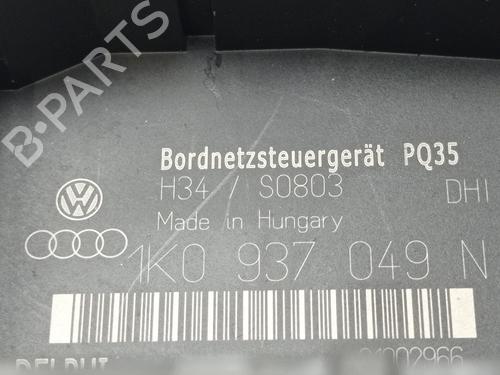 B-PARTS
Bordnetzsteuergerät PQ35
H34 / S0803 DHI
Made in Hungary
1K0 937 049 N